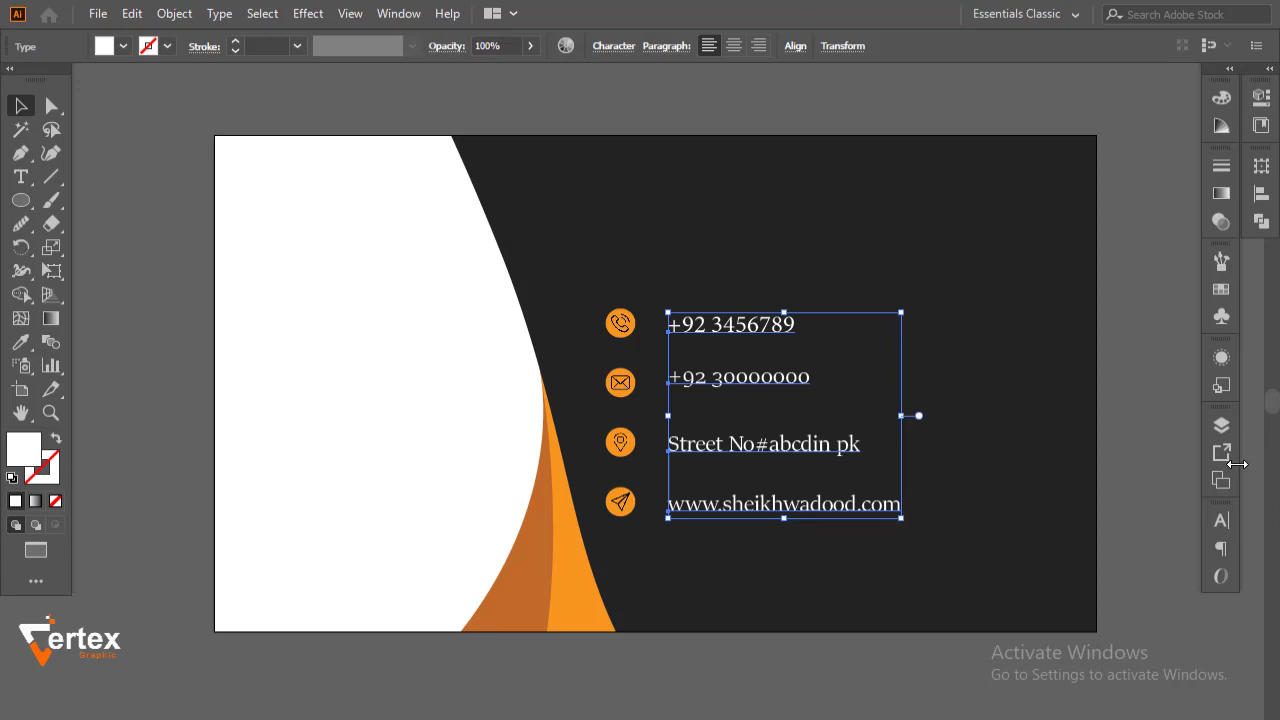 Ai File Edit Object Type Select Effect View Window Help Essentials Classic Search Adobe Stock
Type Stroke: Opacity: 100% Character Paragraph: Align Transform
+92 3456789
+92 30000000
Street No#abcdin pk
www.sheikhwadood.com
Vertex
Graphic
Activate Windows
Go to Settings to activate Windows.